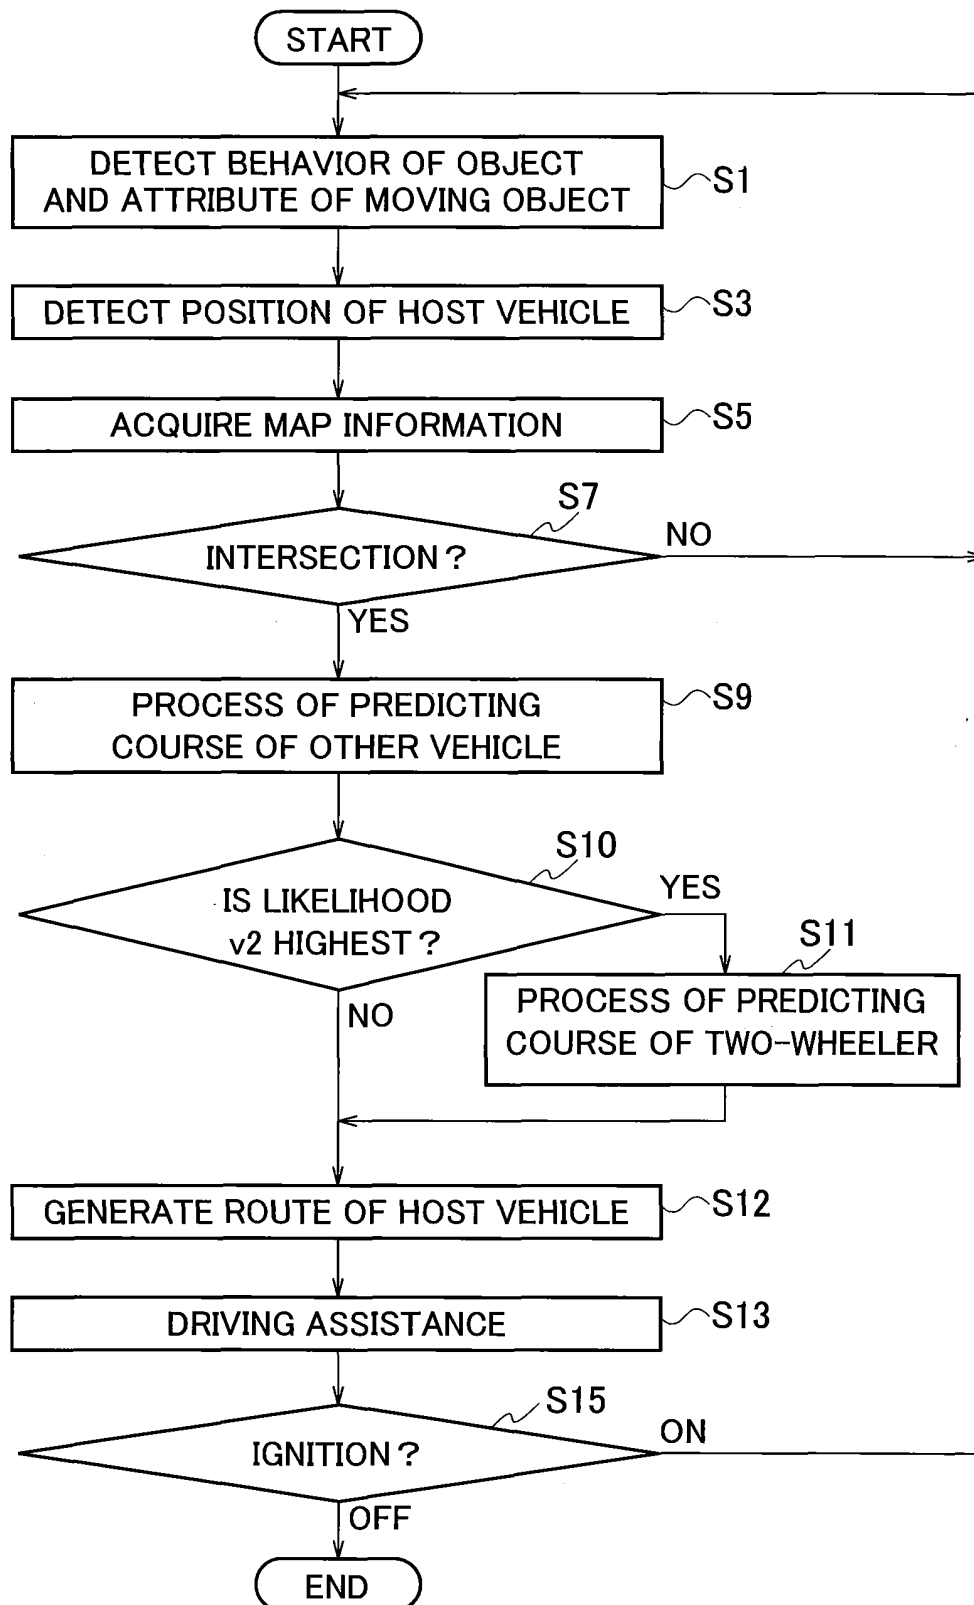 START
DETECT BEHAVIOR OF OBJECT
AND ATTRIBUTE OF MOVING OBJECT
S1
DETECT POSITION OF HOST VEHICLE
S3
ACQUIRE MAP INFORMATION
S5
S7
INTERSECTION?
NO
YES
PROCESS OF PREDICTING
COURSE OF OTHER VEHICLE
S9
S10
IS LIKELIHOOD
v2 HIGHEST?
YES
NO
S11
PROCESS OF PREDICTING
COURSE OF TWO-WHEELER
GENERATE ROUTE OF HOST VEHICLE
S12
DRIVING ASSISTANCE
S13
S15
IGNITION?
ON
OFF
END